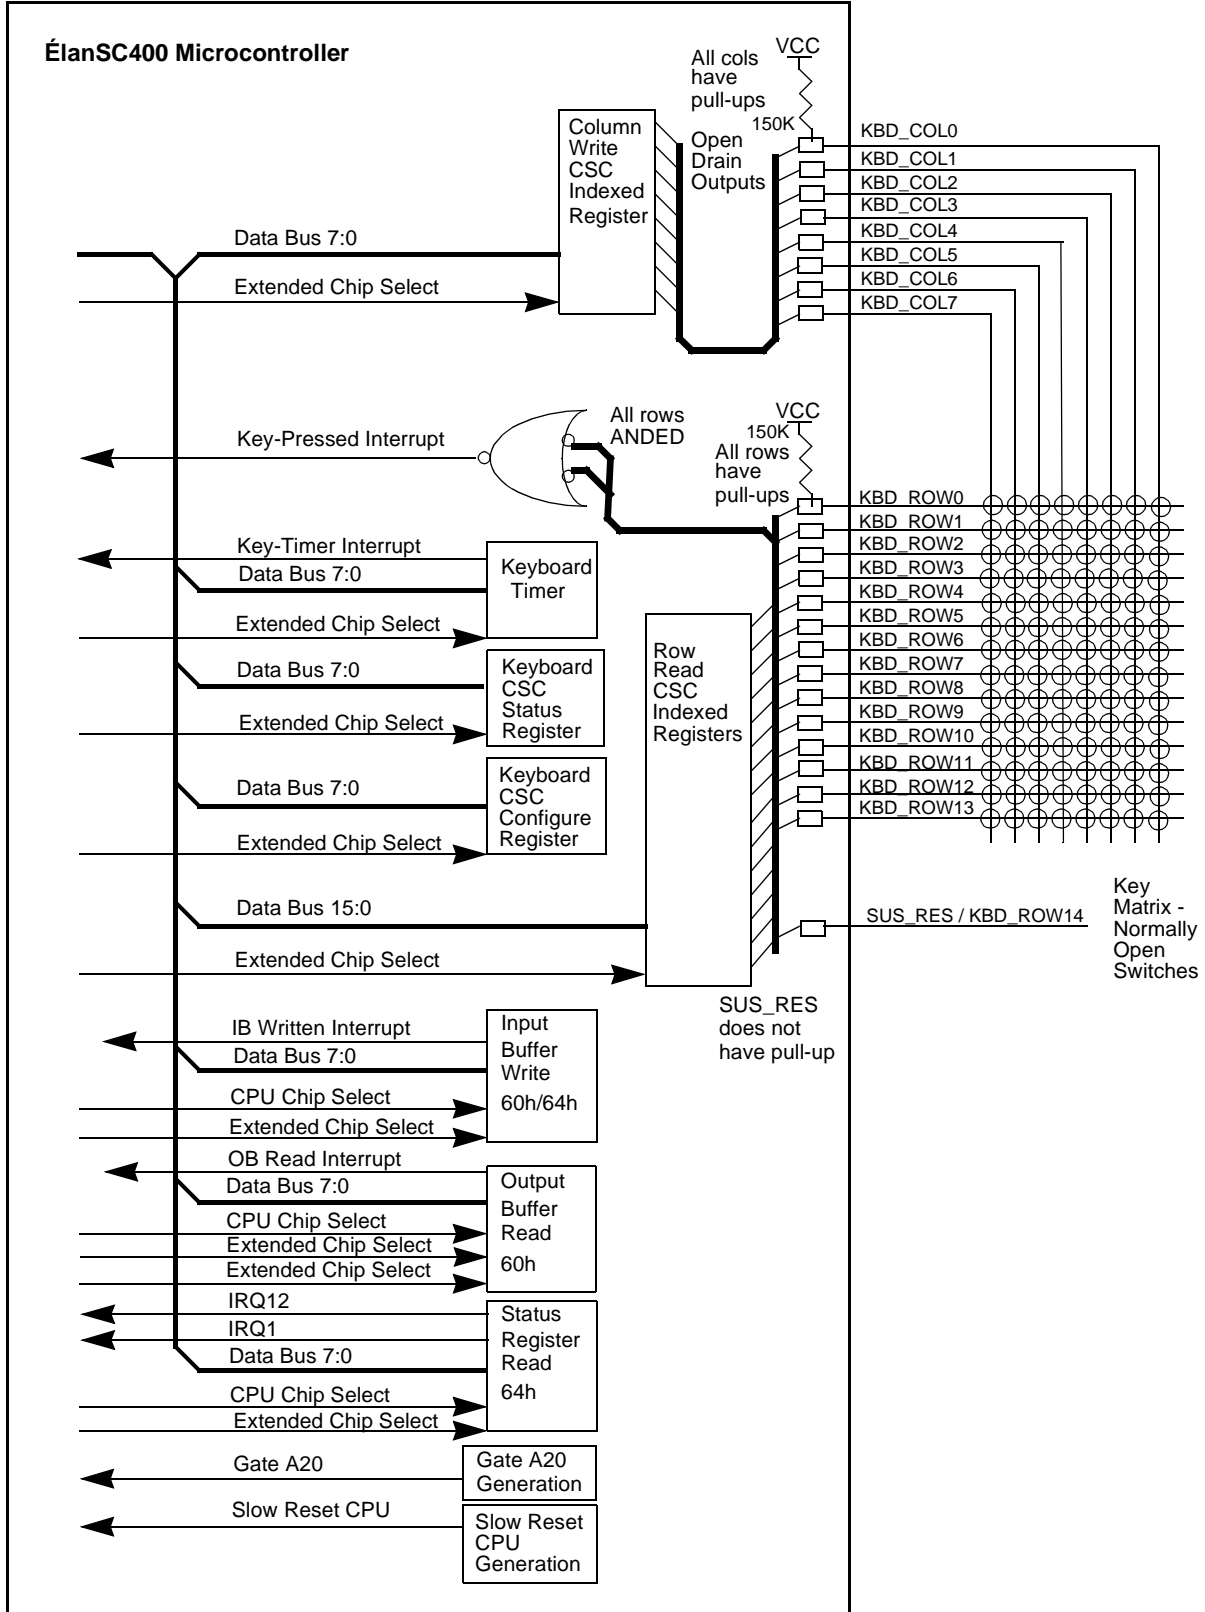 ÉlanSC400 Microcontroller
All cols
have
pull-ups
VCC
150K
Column
Write
CSC
Indexed
Register
Open
Drain
Outputs
KBD_COL0
KBD_COL1
KBD_COL2
KBD_COL3
KBD_COL4
KBD_COL5
KBD_COL6
KBD_COL7
Data Bus 7:0
Extended Chip Select
Key-Pressed Interrupt
All rows
ANDED
VCC
150K
All rows
have
pull-ups
KBD_ROW0
KBD_ROW1
KBD_ROW2
KBD_ROW3
KBD_ROW4
KBD_ROW5
KBD_ROW6
KBD_ROW7
KBD_ROW8
KBD_ROW9
KBD_ROW10
KBD_ROW11
KBD_ROW12
KBD_ROW13
Key-Timer Interrupt
Data Bus 7:0
Extended Chip Select
Keyboard
Timer
Data Bus 7:0
Extended Chip Select
Keyboard
CSC
Status
Register
Row
Read
CSC
Indexed
Registers
Data Bus 7:0
Extended Chip Select
Keyboard
CSC
Configure
Register
Data Bus 15:0
Extended Chip Select
SUS_RES / KBD_ROW14
Key
Matrix -
Normally
Open
Switches
SUS_RES
does not
have pull-up
IB Written Interrupt
Data Bus 7:0
CPU Chip Select
Extended Chip Select
Input
Buffer
Write
60h/64h
OB Read Interrupt
Data Bus 7:0
CPU Chip Select
Extended Chip Select
Extended Chip Select
Output
Buffer
Read
60h
IRQ12
IRQ1
Data Bus 7:0
CPU Chip Select
Extended Chip Select
Status
Register
Read
64h
Gate A20
Gate A20
Generation
Slow Reset CPU
Slow Reset
CPU
Generation